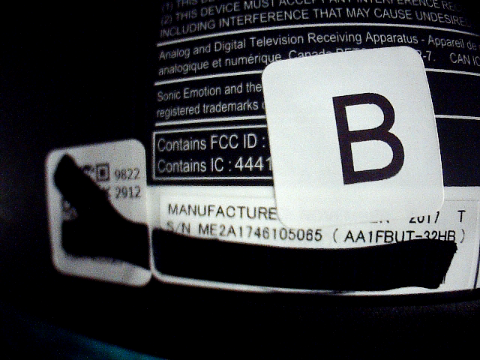 (2) THIS DEVICE MUST ACCEPT ANY INTERFERENCE
INCLUDING INTERFERENCE THAT MAY CAUSE UNDESIRE
Analog and Digital Television Receiving Apparatus - Appareil de
analogique et numérique, Canada
Sonic Emotion and the
registered trademarks
B
Contains FCC ID :
Contains IC : 4441
9822
2912
MANUFACTURE 2017 T
S/N ME2A1746105065 ( AA1FBUT-32HB )